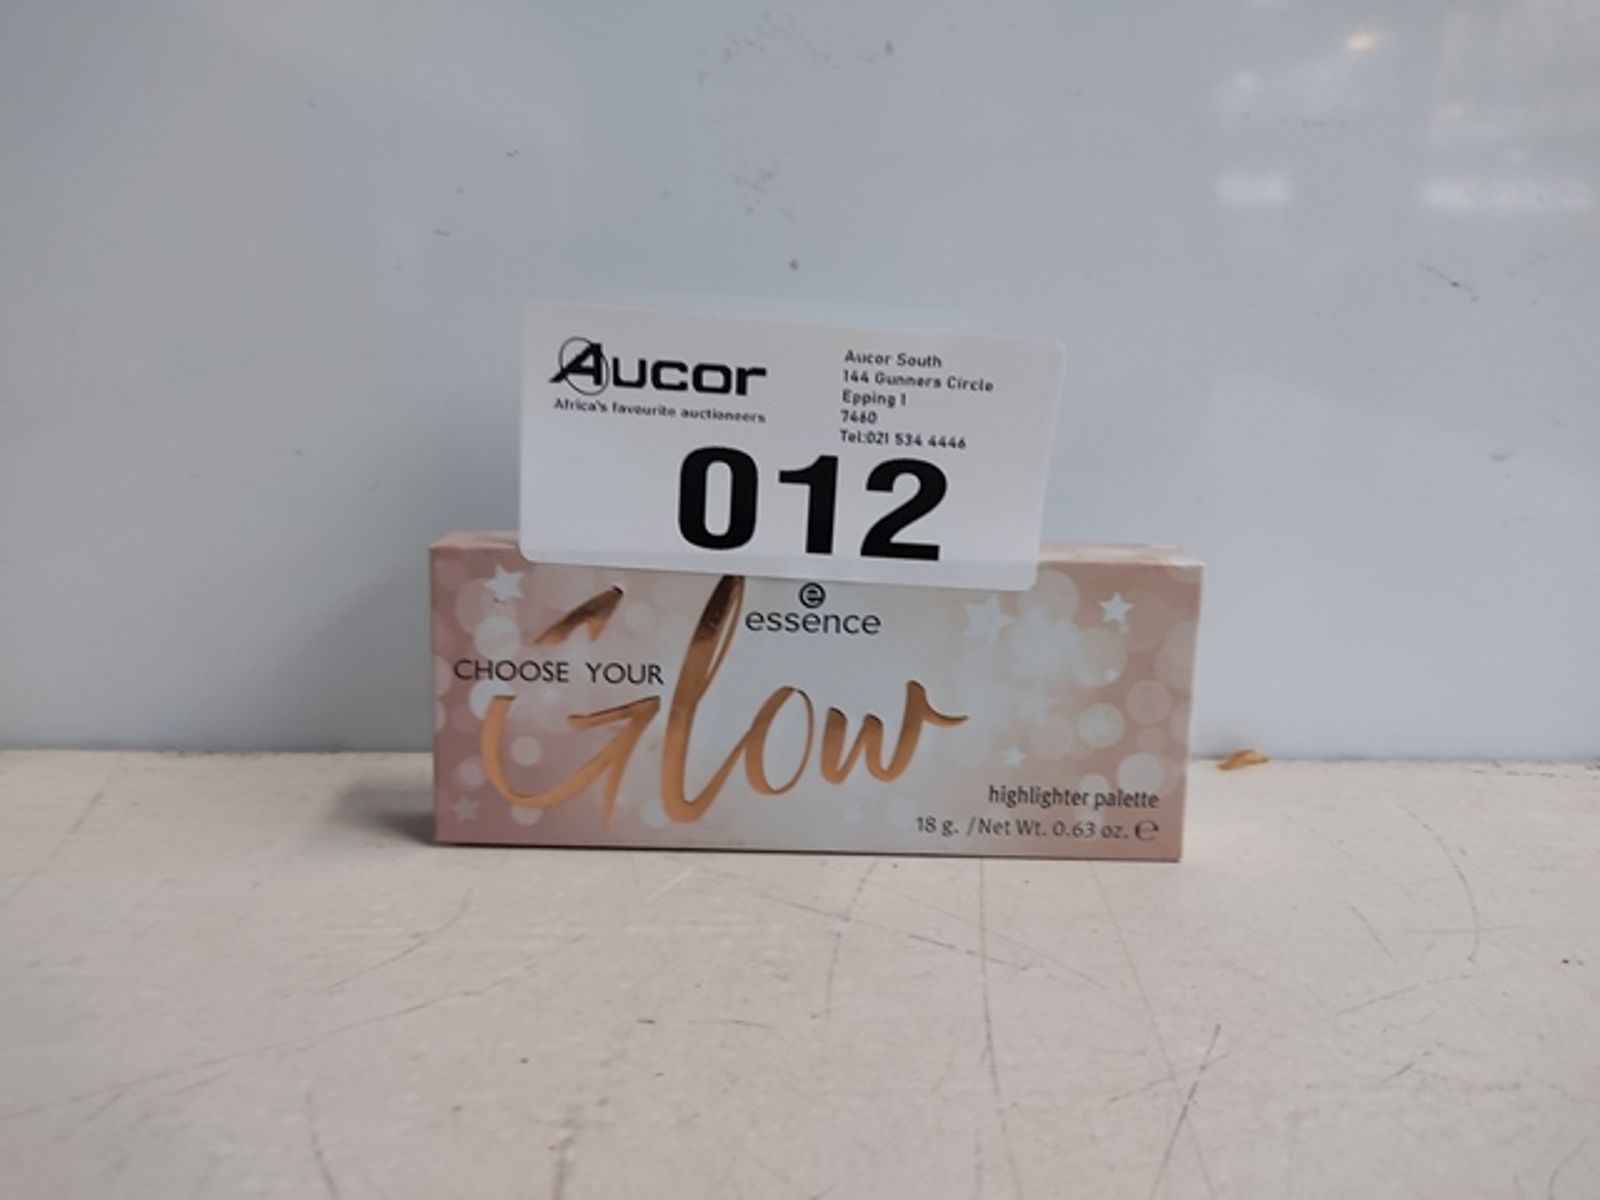 Aucor
Africa's favourite auctioneers
Aucor South
144 Gunners Circle
Epping 1
7460
Tel:021 534 4446
012
e
essence
CHOOSE YOUR
Glow
highlighter palette
18 g. /Net Wt. 0.63 oz. ℮